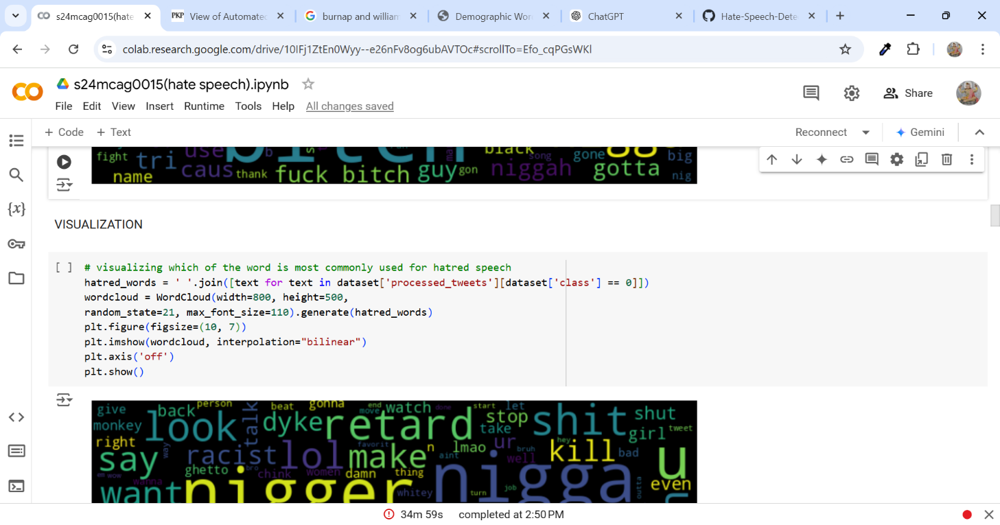 s24mcag0015(hate
View of Automated
burnap and william
Demographic Wor
ChatGPT
Hate-Speech-Dete
colab.research.google.com/drive/10IFj1ZtEn0Wyy--e26nFv8og6ubAVTOc#scrollTo=Efo_cqPGsWKl
s24mcag0015(hate speech).ipynb
File Edit View Insert Runtime Tools Help All changes saved
Share
+ Code + Text
Reconnect
Gemini
fight tri use bitch black song gone big
name caus thank fuck bitch guy gon niggah gotta nig
VISUALIZATION
[ ] # visualizing which of the word is most commonly used for hatred speech
hatred_words = ' '.join([text for text in dataset['processed_tweets'][dataset['class'] == 0]])
wordcloud = WordCloud(width=800, height=500,
random_state=21, max_font_size=110).generate(hatred_words)
plt.figure(figsize=(10, 7))
plt.imshow(wordcloud, interpolation="bilinear")
plt.axis('off')
plt.show()
give back person talk beat gonna end move watch done start let
monkey look dyke retard stop take shit shut girl tweet
right say way racist lol favorit make n lmao aint ur well bruh hey kill bad u
em wow wanna ghetto bro chink women damn thing
want nigger whitey nigga turn job outta even
34m 59s completed at 2:50 PM